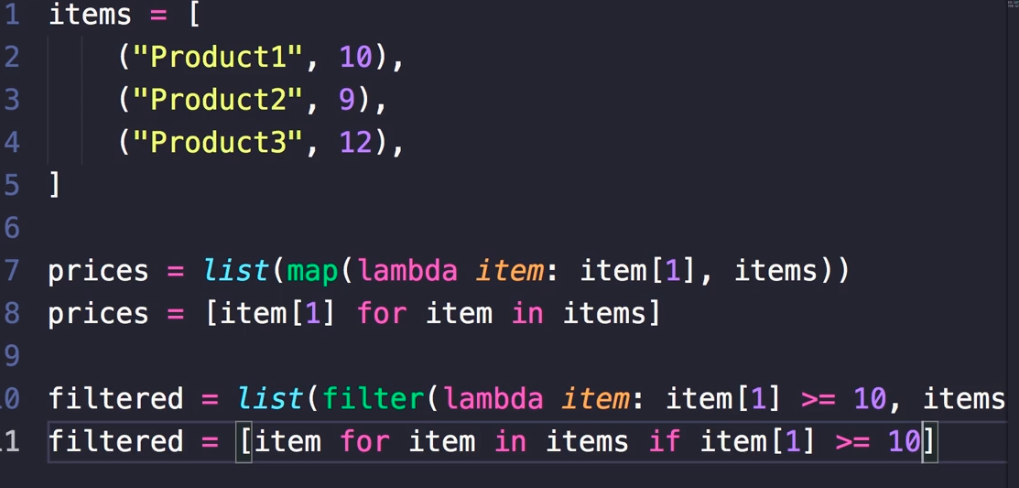 1 items = [
2     ("Product1", 10),
3     ("Product2", 9),
4     ("Product3", 12),
5 ]
6
7 prices = list(map(lambda item: item[1], items))
8 prices = [item[1] for item in items]
9
0 filtered = list(filter(lambda item: item[1] >= 10, items
11 filtered = [item for item in items if item[1] >= 10]